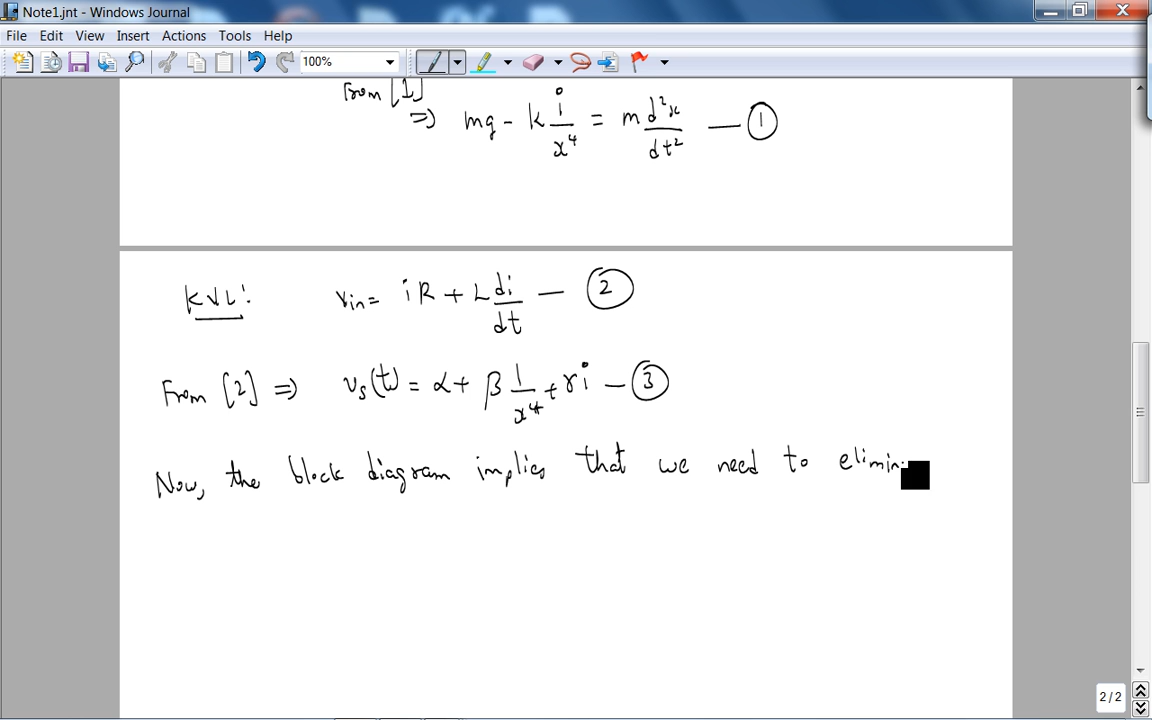 Note1.jnt - Windows Journal
File Edit View Insert Actions Tools Help
100%
From [1]
=> mg - k i/x⁴ = m d²x/dt² — ①
KVL:
vin = iR + L di/dt — ②
From [2] => vs(t) = α + β 1/x⁴ + γi — ③
Now, the block diagram implies that we need to elimin
2 / 2